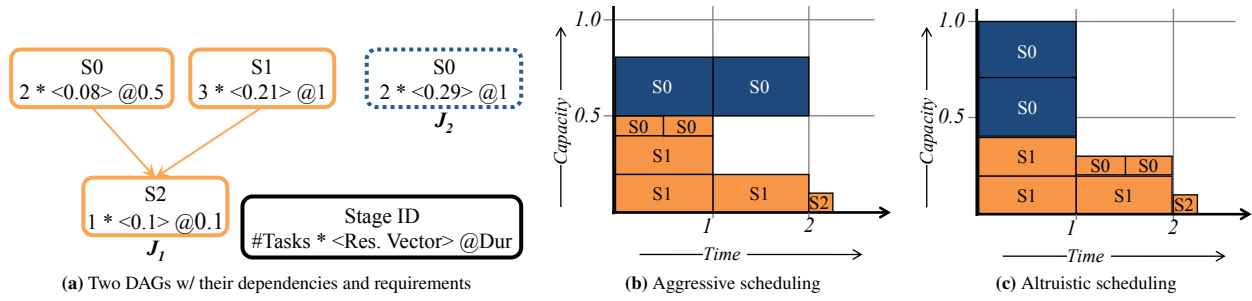 S0
2 * <0.08> @0.5
S1
3 * <0.21> @1
S0
2 * <0.29> @1
J2
S2
1 * <0.1> @0.1
J1
Stage ID
#Tasks * <Res. Vector> @Dur
(a) Two DAGs w/ their dependencies and requirements
1.0
0.5
Capacity
S0
S0
S0
S0
S1
S1
S1
S2
1
2
Time
(b) Aggressive scheduling
1.0
0.5
Capacity
S0
S0
S1
S0
S0
S1
S1
S2
1
2
Time
(c) Altruistic scheduling